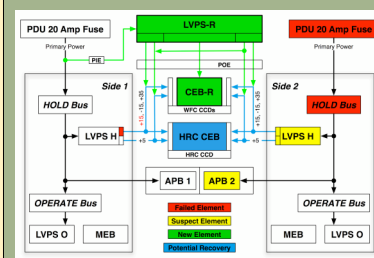 PDU 20 Amp Fuse
LVPS-R
PDU 20 Amp Fuse
Primary Power
PIE
Primary Power
POE
Side 1
Side 2
CEB-R
WFC CCDs
HOLD Bus
HOLD Bus
+15, -15, +35
+15, -15, +35
LVPS H
HRC CEB
LVPS H
+5
+5
HRC CCD
APB 1
APB 2
OPERATE Bus
OPERATE Bus
Failed Element
Suspect Element
New Element
Potential Recovery
LVPS O
MEB
MEB
LVPS O